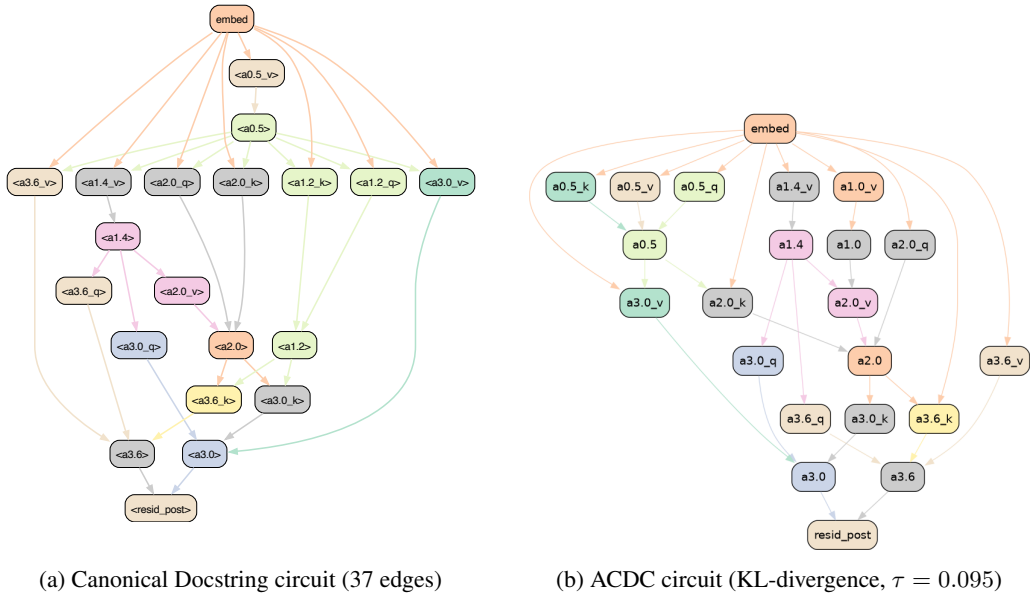 embed
<a0.5_v>
<a0.5>
<a3.6_v> <a1.4_v> <a2.0_q> <a2.0_k> <a1.2_k> <a1.2_q> <a3.0_v>
<a1.4>
<a3.6_q> <a2.0_v>
<a3.0_q> <a2.0> <a1.2>
<a3.6_k> <a3.0_k>
<a3.6> <a3.0>
<resid_post>
(a) Canonical Docstring circuit (37 edges)
embed
a0.5_k a0.5_v a0.5_q a1.4_v a1.0_v
a0.5 a1.4 a1.0 a2.0_q
a3.0_v a2.0_k a2.0_v
a3.0_q a2.0 a3.6_v
a3.6_q a3.0_k a3.6_k
a3.0 a3.6
resid_post
(b) ACDC circuit (KL-divergence, τ = 0.095)